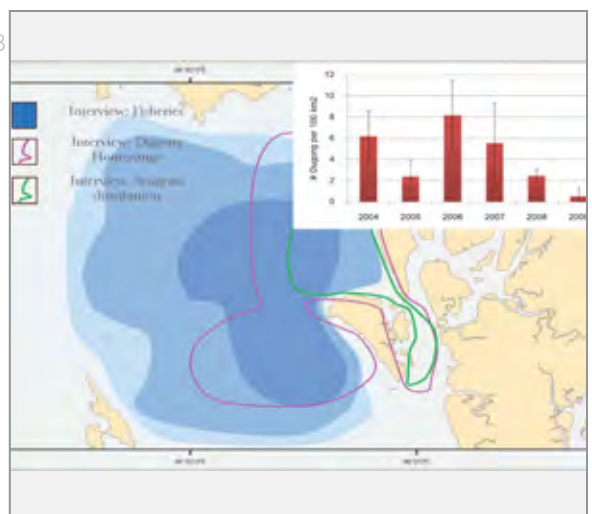 Interview: Fisheries
Interview: Dugong
Homerange
Interview: Seagrass
distribution
# Dugong per 100 km2
12
10
8
6
4
2
0
2004
2005
2006
2007
2008